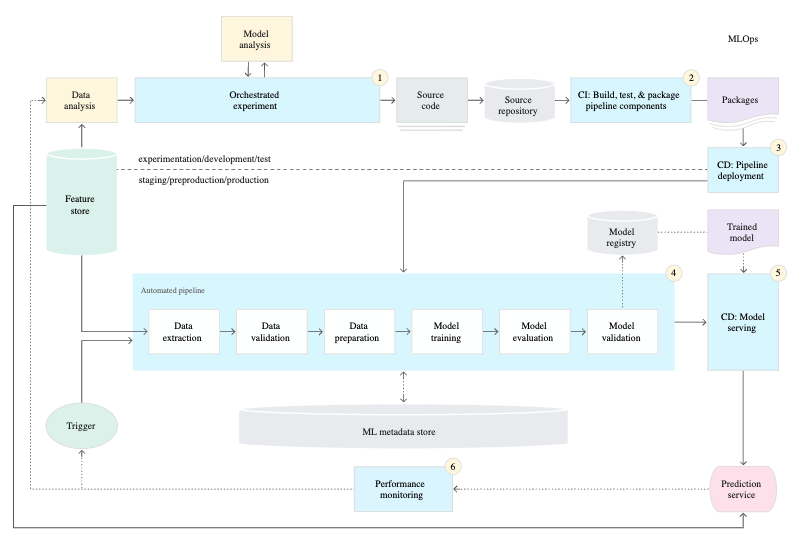 MLOps
Model
analysis
1
2
Data
analysis
Orchestrated
experiment
Source
code
Source
repository
CI: Build, test, & package
pipeline components
Packages
3
experimentation/development/test
staging/preproduction/production
CD: Pipeline
deployment
Feature
store
Model
registry
Trained
model
4
5
Automated pipeline
Data
extraction
Data
validation
Data
preparation
Model
training
Model
evaluation
Model
validation
CD: Model
serving
Trigger
ML metadata store
6
Performance
monitoring
Prediction
service